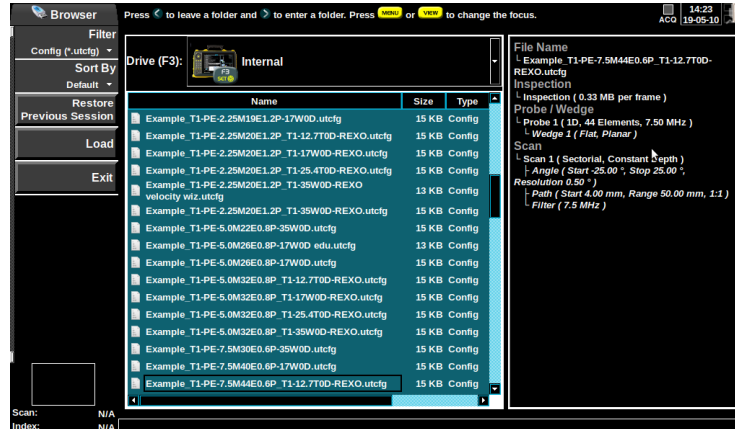 Browser
Press < to leave a folder and > to enter a folder. Press MENU or VIEW to change the focus.
ACQ
14:23
19-05-10
Filter
Config (*.utcfg)
Sort By
Default
Restore
Previous Session
Load
Exit
Drive (F3):
F3
Internal
Name Size Type
Example_T1-PE-2.25M19E1.2P-17W0D.utcfg 15 KB Config
Example_T1-PE-2.25M20E1.2P_T1-12.7T0D-REXO.utcfg 15 KB Config
Example_T1-PE-2.25M20E1.2P_T1-17W0D-REXO.utcfg 15 KB Config
Example_T1-PE-2.25M20E1.2P_T1-25.4T0D-REXO.utcfg 15 KB Config
Example_T1-PE-2.25M20E1.2P_T1-35W0D-REXO
velocity wiz.utcfg 13 KB Config
Example_T1-PE-2.25M20E1.2P_T1-35W0D-REXO.utcfg 15 KB Config
Example_T1-PE-5.0M22E0.8P-35W0D.utcfg 15 KB Config
Example_T1-PE-5.0M26E0.8P-17W0D edu.utcfg 13 KB Config
Example_T1-PE-5.0M26E0.8P-17W0D.utcfg 15 KB Config
Example_T1-PE-5.0M32E0.8P_T1-12.7T0D-REXO.utcfg 15 KB Config
Example_T1-PE-5.0M32E0.8P_T1-17W0D-REXO.utcfg 15 KB Config
Example_T1-PE-5.0M32E0.8P_T1-25.4T0D-REXO.utcfg 15 KB Config
Example_T1-PE-5.0M32E0.8P_T1-35W0D-REXO.utcfg 15 KB Config
Example_T1-PE-7.5M30E0.6P-35W0D.utcfg 15 KB Config
Example_T1-PE-7.5M40E0.6P-17W0D.utcfg 15 KB Config
Example_T1-PE-7.5M44E0.6P_T1-12.7T0D-REXO.utcfg 15 KB Config
File Name
Example_T1-PE-7.5M44E0.6P_T1-12.7T0D-
REXO.utcfg
Inspection
Inspection ( 0.33 MB per frame )
Probe / Wedge
Probe 1 ( 1D, 44 Elements, 7.50 MHz )
Wedge 1 ( Flat, Planar )
Scan
Scan 1 ( Sectorial, Constant Depth )
Angle ( Start -25.00 °, Stop 25.00 °,
Resolution 0.50 ° )
Path ( Start 4.00 mm, Range 50.00 mm, 1:1 )
Filter ( 7.5 MHz )
Scan: N/A
Index: N/A